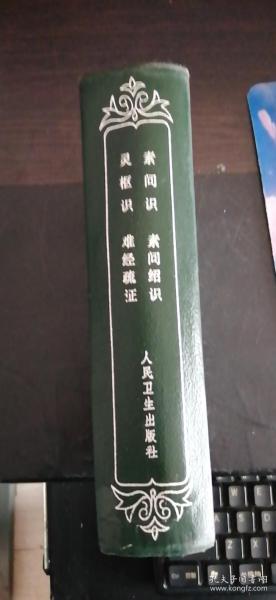 素问识 素问绍识
灵枢识 难经疏证
人民卫生出版社
孔夫子旧书网